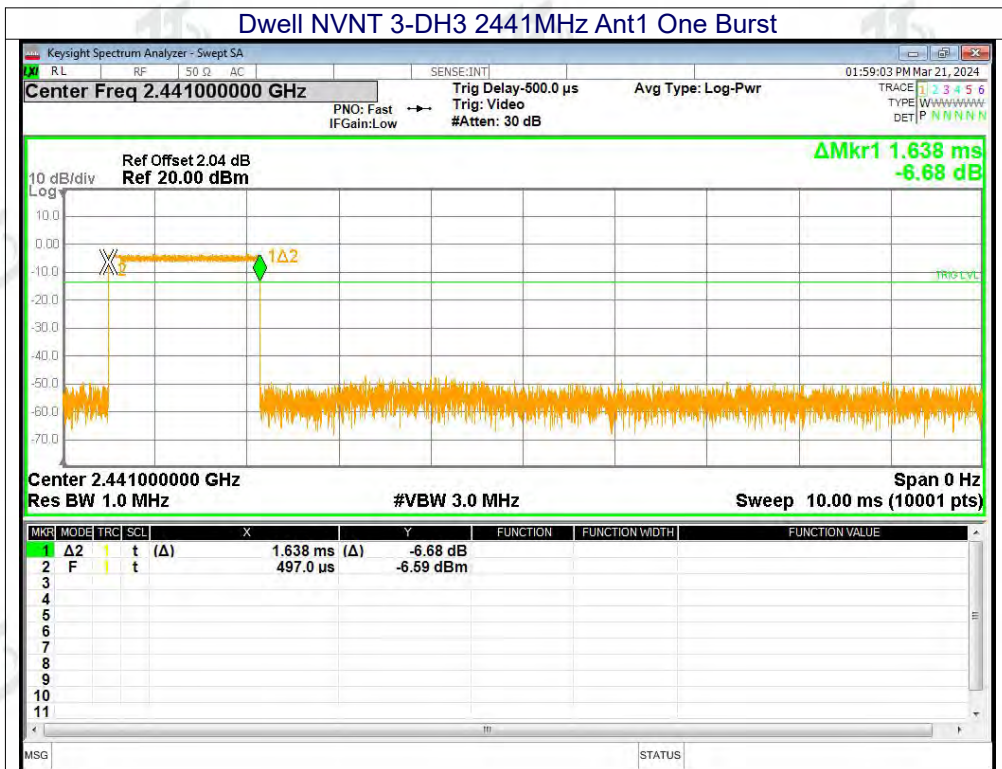 Dwell NVNT 3-DH3 2441MHz Ant1 One Burst
Keysight Spectrum Analyzer - Swept SA
LXI RL RF 50 Ω AC SENSE:INT 01:59:03 PM Mar 21, 2024
Center Freq 2.441000000 GHz Trig Delay-500.0 µs Avg Type: Log-Pwr TRACE 1 2 3 4 5 6
PNO: Fast Trig: Video TYPE WWWWWWW
IFGain:Low #Atten: 30 dB DET P N N N N N
ΔMkr1 1.638 ms
-6.68 dB
Ref Offset 2.04 dB
10 dB/div Ref 20.00 dBm
Log
10.0
0.00
-10.0
-20.0
-30.0
-40.0
-50.0
-60.0
-70.0
2
1Δ2
TRIG LVL
Center 2.441000000 GHz Span 0 Hz
Res BW 1.0 MHz #VBW 3.0 MHz Sweep 10.00 ms (10001 pts)
MKR MODE TRC SCL X Y FUNCTION FUNCTION WIDTH FUNCTION VALUE
1 Δ2 1 t (Δ) 1.638 ms (Δ) -6.68 dB
2 F 1 t 497.0 µs -6.59 dBm
3
4
5
6
7
8
9
10
11
MSG STATUS